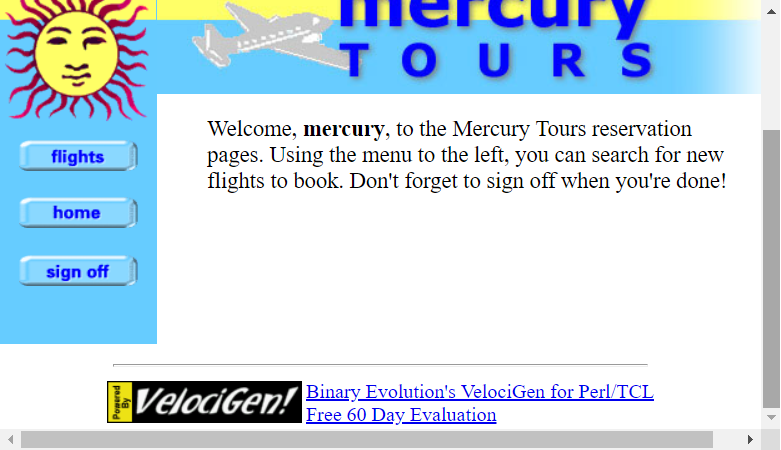 mercury
TOURS
flights
home
sign off
Welcome, mercury, to the Mercury Tours reservation
pages. Using the menu to the left, you can search for new
flights to book. Don't forget to sign off when you're done!
Powered
By
VelociGen!
Binary Evolution's VelociGen for Perl/TCL
Free 60 Day Evaluation